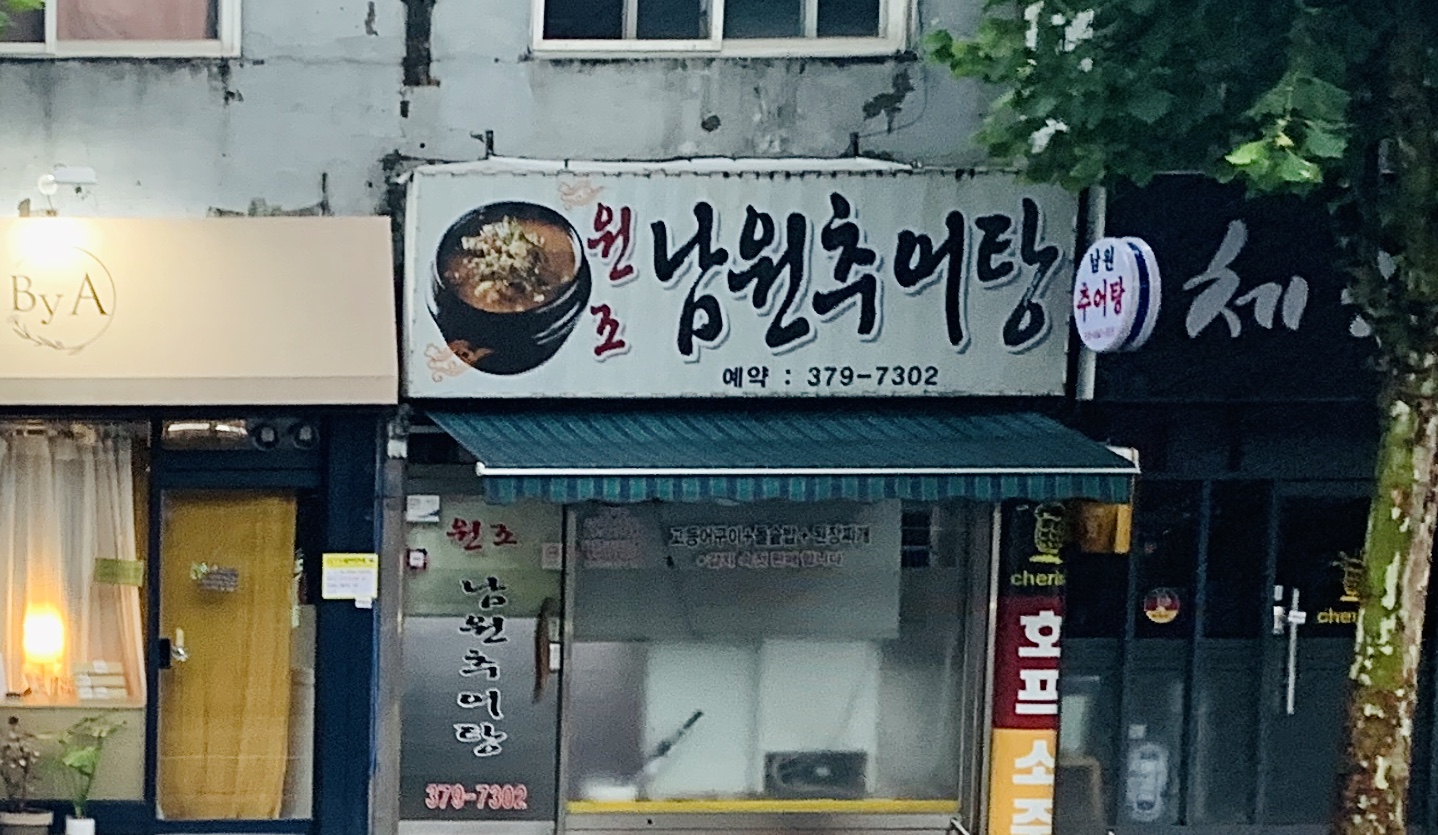 By A
원조
남원추어탕
예약 : 379-7302
남원
추어탕
체
원조
남원추어탕
379-7302
고등어구이+돌솥밥+된장찌개
cheris
호프
소주
cher